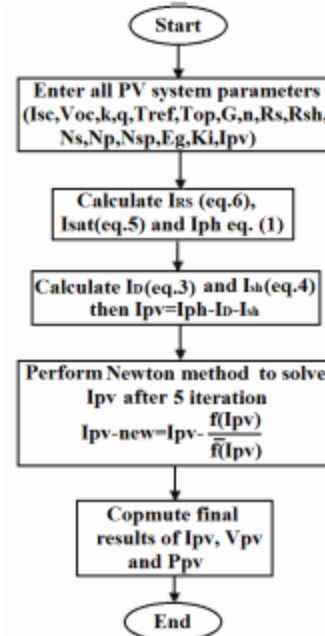 Start
Enter all PV system parameters
(Isc,Voc,k,q,Tref,Top,G,n,Rs,Rsh,
Ns,Np,Nsp,Eg,Ki,Ipv)
Calculate IRS (eq.6),
Isat(eq.5) and Iph eq. (1)
Calculate ID(eq.3) and Ish(eq.4)
then Ipv=Iph-ID-Ish
Perform Newton method to solve
Ipv after 5 iteration
Ipv-new=Ipv- f(Ipv)
f̄(Ipv)
Copmute final
results of Ipv, Vpv
and Ppv
End